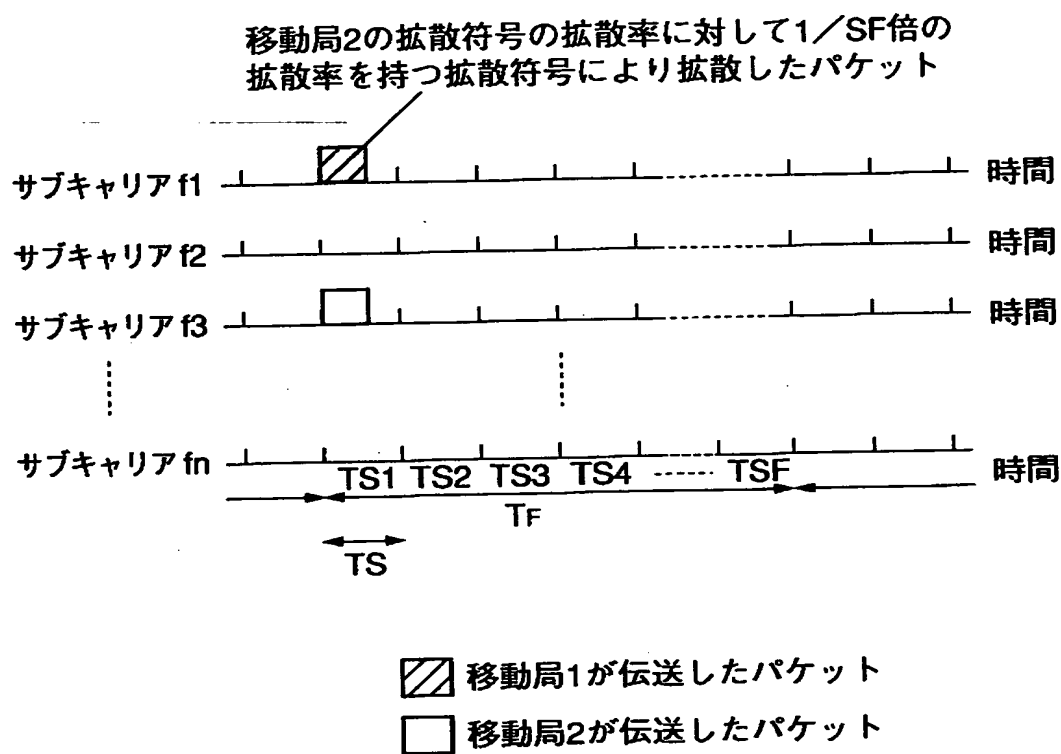 移動局2の拡散符号の拡散率に対して1／SF倍の
拡散率を持つ拡散符号により拡散したパケット
サブキャリア f1 時間
サブキャリア f2 時間
サブキャリア f3 時間
サブキャリア fn 時間
TS1 TS2 TS3 TS4 TSF
TF
TS
移動局1が伝送したパケット
移動局2が伝送したパケット